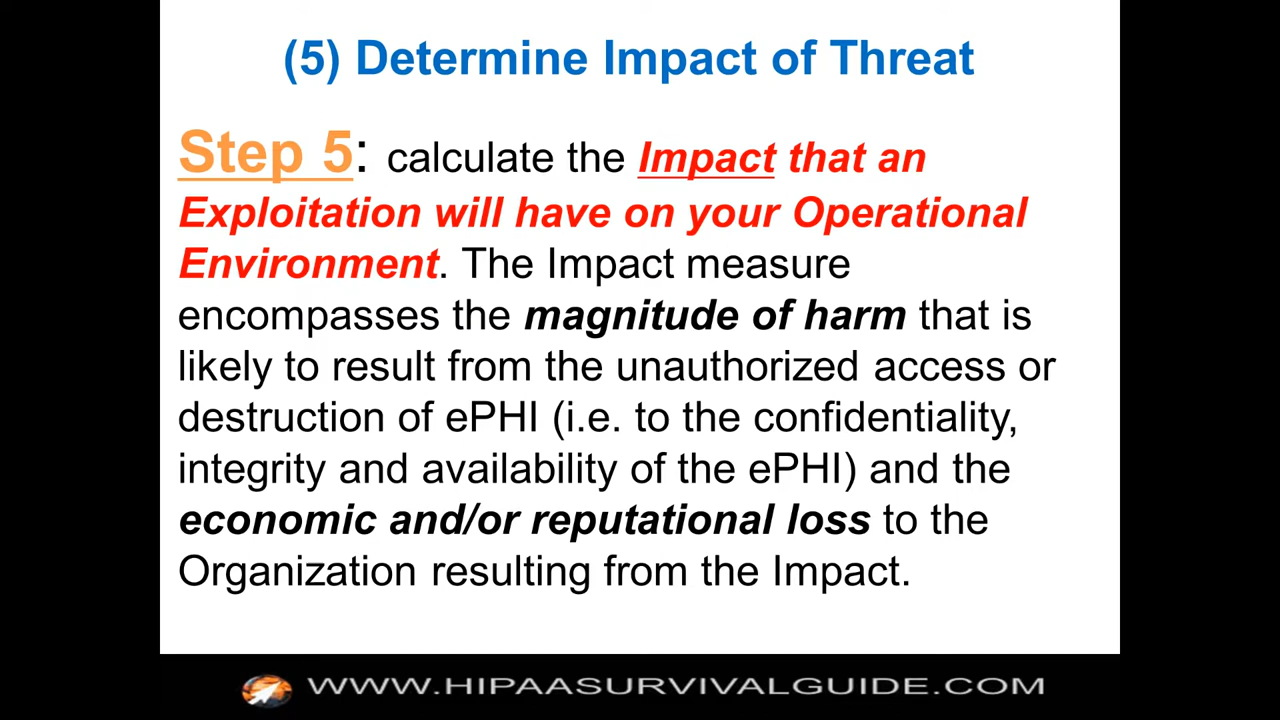 (5) Determine Impact of Threat
Step 5: calculate the Impact that an
Exploitation will have on your Operational
Environment. The Impact measure
encompasses the magnitude of harm that is
likely to result from the unauthorized access or
destruction of ePHI (i.e. to the confidentiality,
integrity and availability of the ePHI) and the
economic and/or reputational loss to the
Organization resulting from the Impact.
WWW.HIPAASURVIVALGUIDE.COM